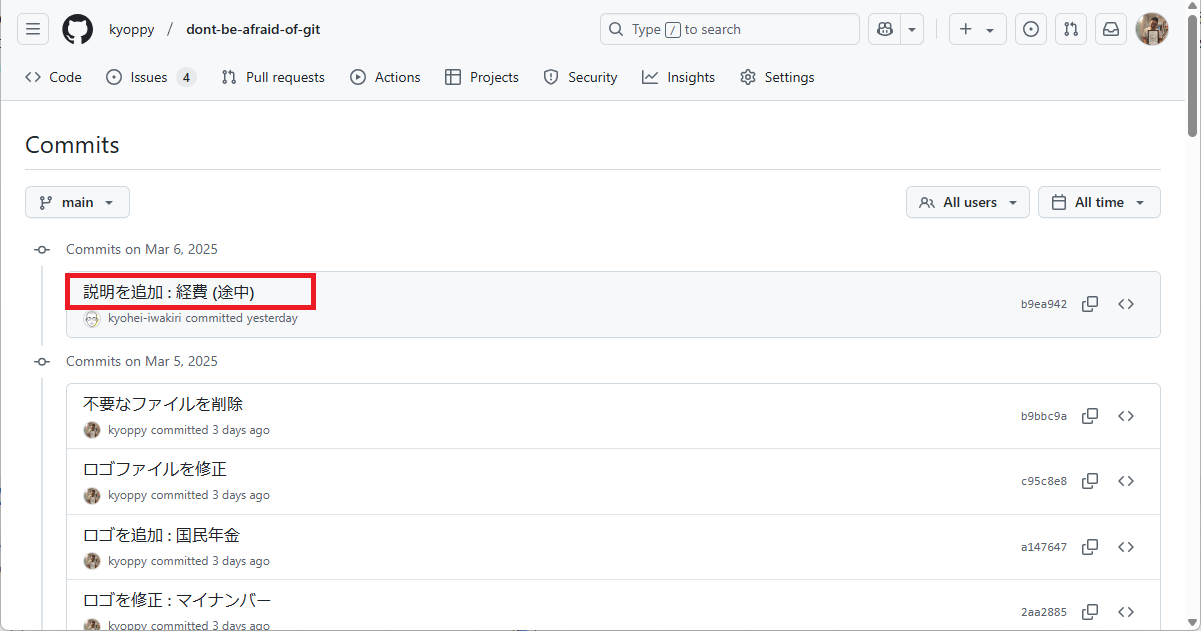 kyoppy / dont-be-afraid-of-git
Type / to search
Code
Issues 4
Pull requests
Actions
Projects
Security
Insights
Settings
Commits
main
All users
All time
Commits on Mar 6, 2025
説明を追加 : 経費 (途中)
b9ea942
kyohei-iwakiri committed yesterday
Commits on Mar 5, 2025
不要なファイルを削除
b9bbc9a
kyoppy committed 3 days ago
ロゴファイルを修正
c95c8e8
kyoppy committed 3 days ago
ロゴを追加 : 国民年金
a147647
kyoppy committed 3 days ago
ロゴを修正 : マイナンバー
2aa2885
kyoppy committed 3 days ago